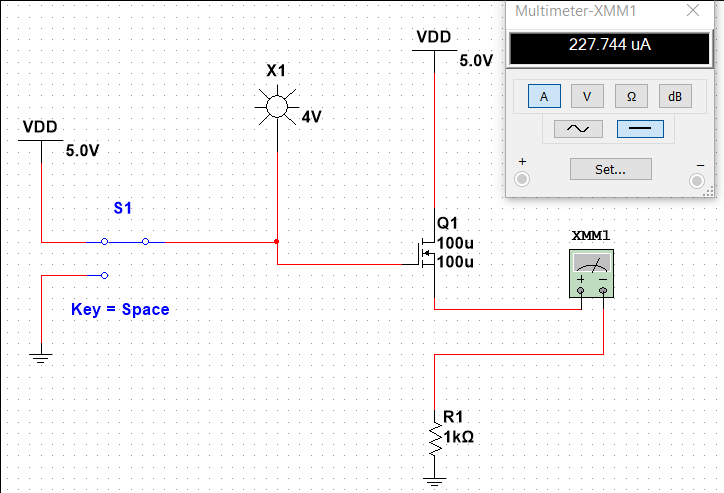 Multimeter-XMM1
227.744 uA
A V Ω dB
+ Set... -
VDD
5.0V
X1
4V
VDD
5.0V
S1
Key = Space
Q1
100u
100u
XMM1
+ -
R1
1kΩ